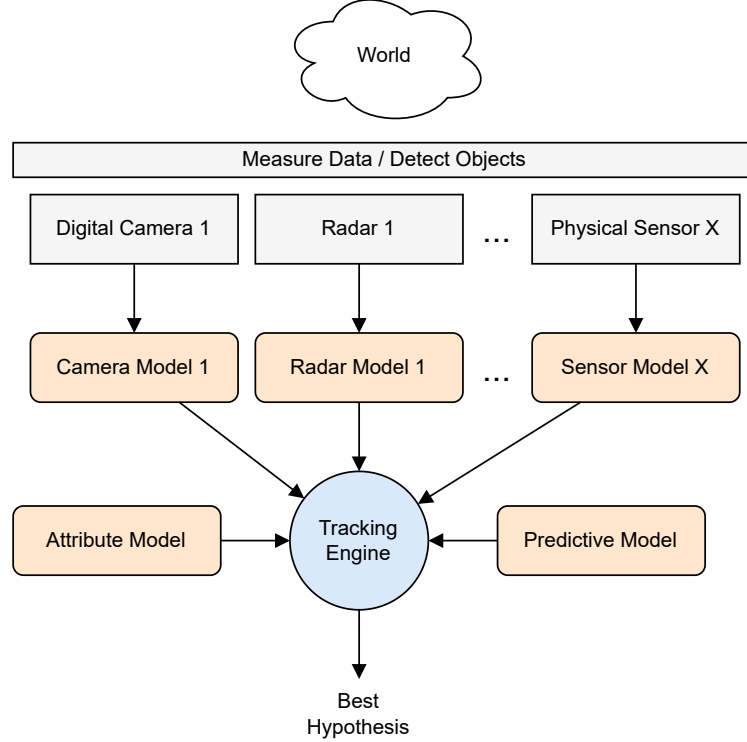 World
Measure Data / Detect Objects
Digital Camera 1
Radar 1
...
Physical Sensor X
Camera Model 1
Radar Model 1
...
Sensor Model X
Attribute Model
Tracking
Engine
Predictive Model
Best
Hypothesis